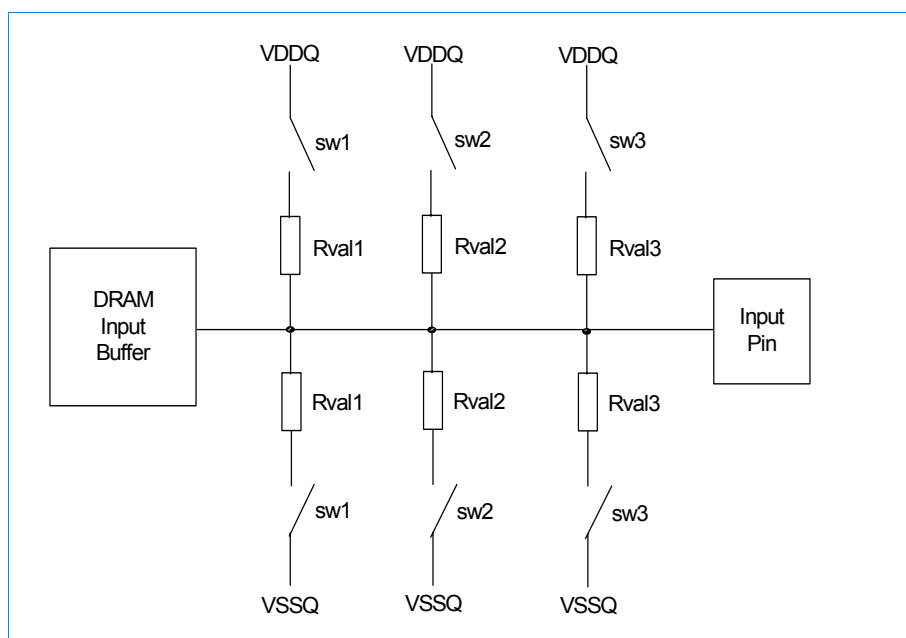 VDDQ VDDQ VDDQ
sw1 sw2 sw3
Rval1 Rval2 Rval3
DRAM
Input
Buffer
Input
Pin
Rval1 Rval2 Rval3
sw1 sw2 sw3
VSSQ VSSQ VSSQ